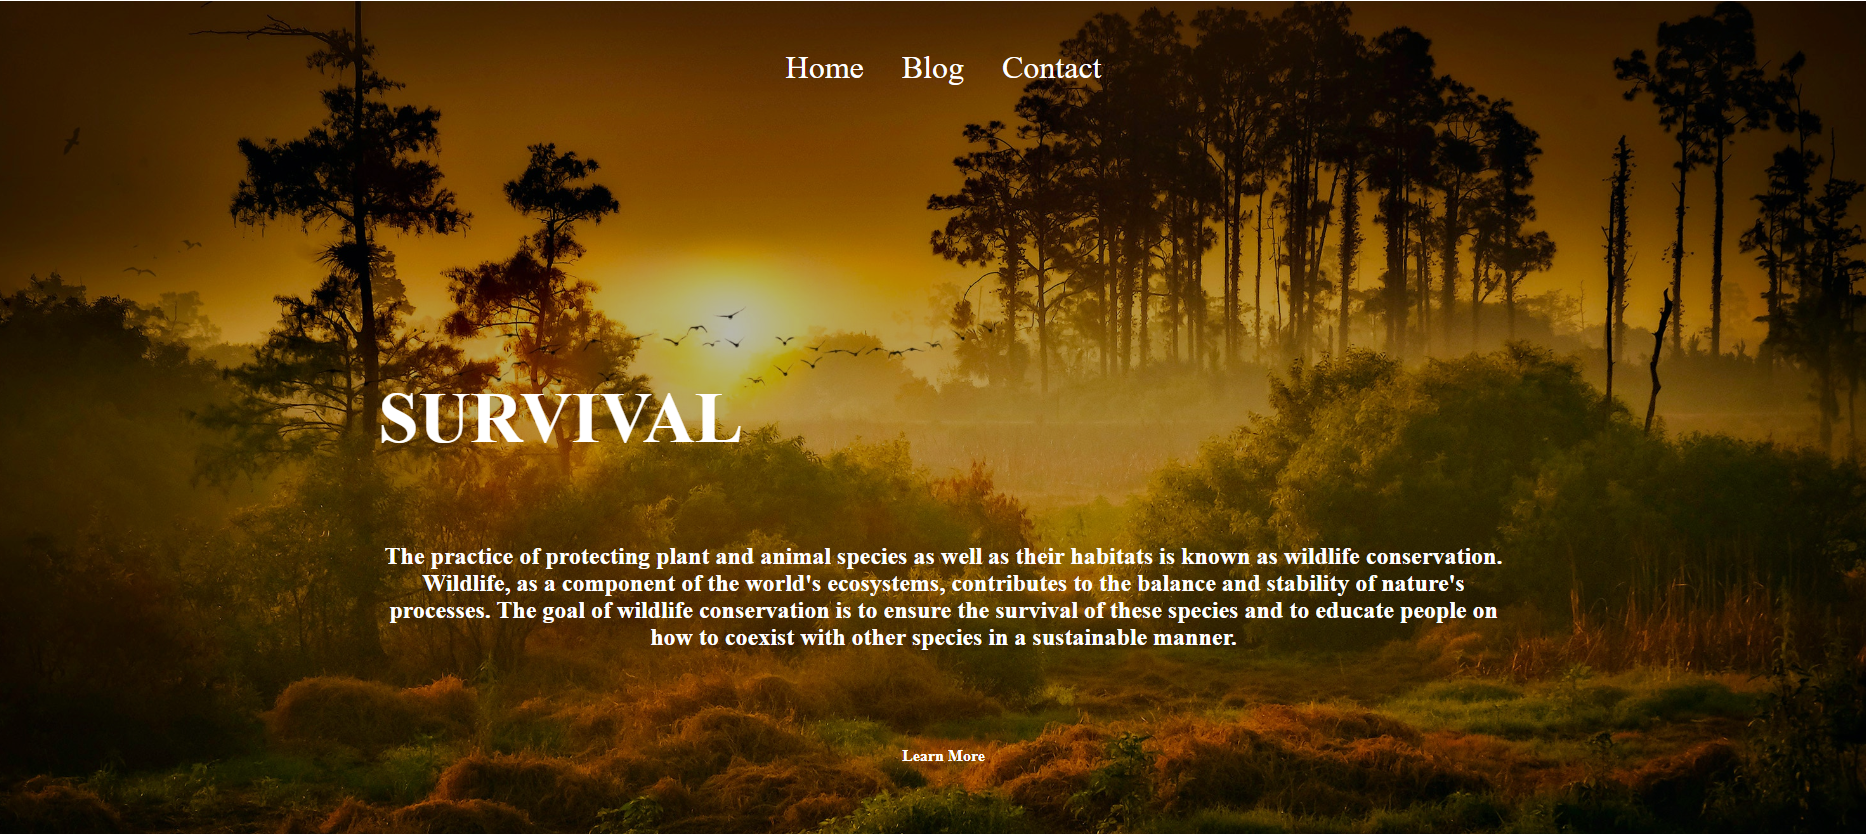 Home Blog Contact
SURVIVAL
The practice of protecting plant and animal species as well as their habitats is known as wildlife conservation.
Wildlife, as a component of the world's ecosystems, contributes to the balance and stability of nature's
processes. The goal of wildlife conservation is to ensure the survival of these species and to educate people on
how to coexist with other species in a sustainable manner.
Learn More